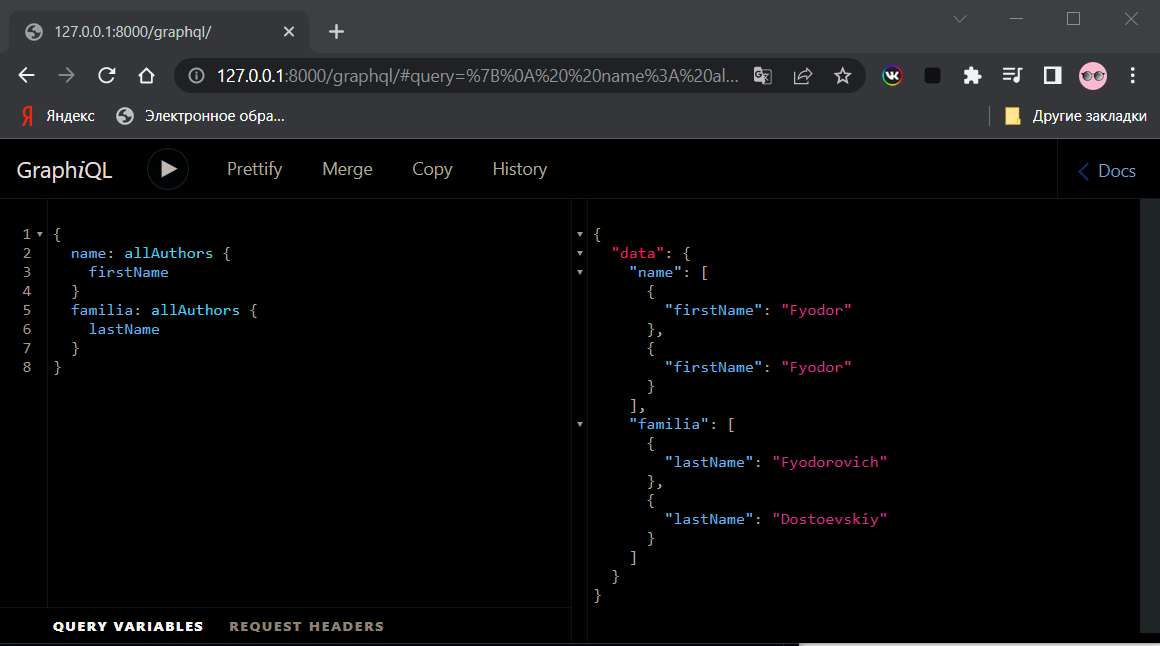 127.0.0.1:8000/graphql/
127.0.0.1:8000/graphql/#query=%7B%0A%20%20name%3A%20al...
Яндекс Электронное обра... Другие закладки
GraphiQL Prettify Merge Copy History Docs
1 {
2 name: allAuthors {
3 firstName
4 }
5 familia: allAuthors {
6 lastName
7 }
8 }
{
"data": {
"name": [
{
"firstName": "Fyodor"
},
{
"firstName": "Fyodor"
}
],
"familia": [
{
"lastName": "Fyodorovich"
},
{
"lastName": "Dostoevskiy"
}
]
}
}
QUERY VARIABLES REQUEST HEADERS